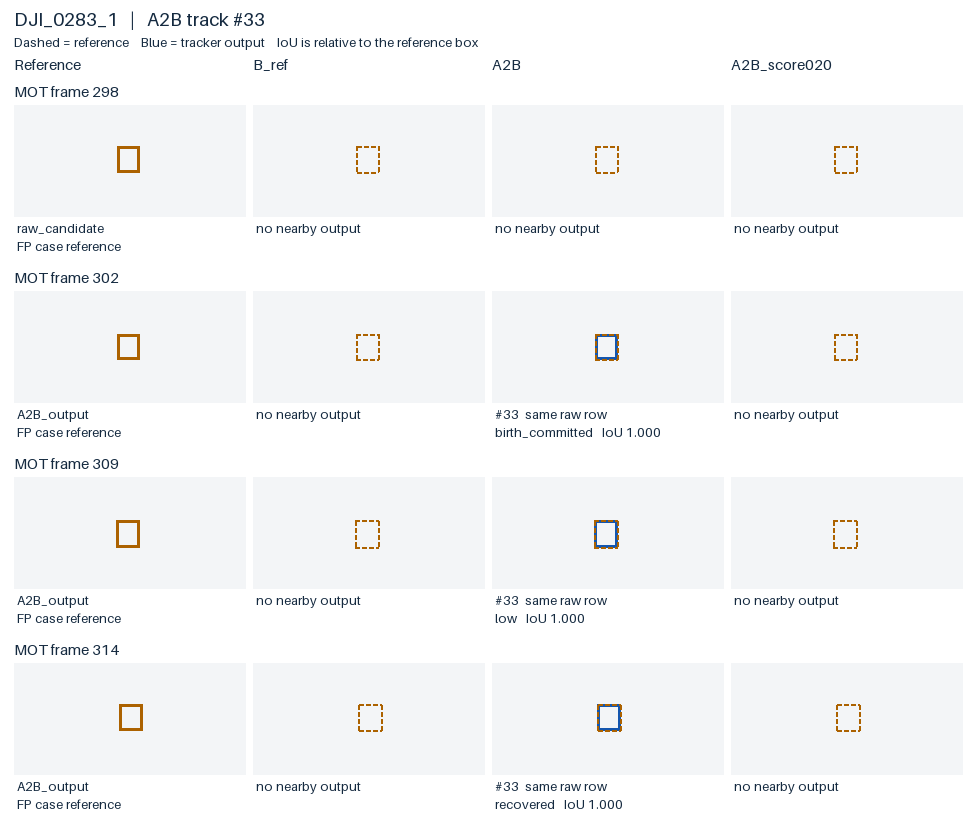 DJI_0283_1 | A2B track #33
Dashed = reference Blue = tracker output IoU is relative to the reference box
Reference B_ref A2B A2B_score020
MOT frame 298
raw_candidate no nearby output no nearby output no nearby output
FP case reference
MOT frame 302
A2B_output no nearby output #33 same raw row no nearby output
FP case reference birth_committed IoU 1.000
MOT frame 309
A2B_output no nearby output #33 same raw row no nearby output
FP case reference low IoU 1.000
MOT frame 314
A2B_output no nearby output #33 same raw row no nearby output
FP case reference recovered IoU 1.000